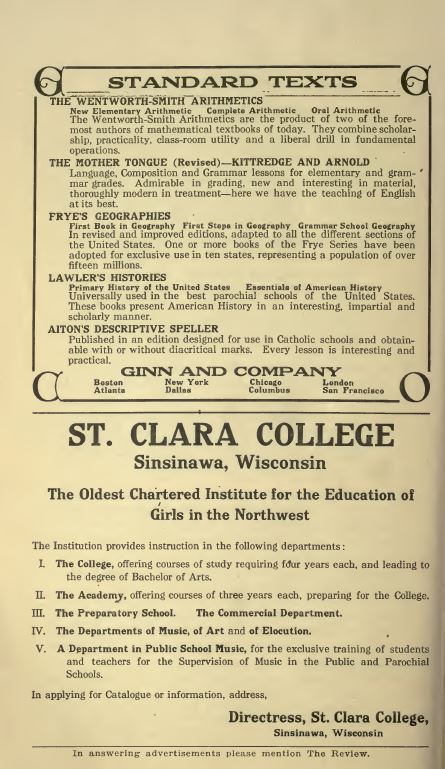 STANDARD TEXTS
THE WENTWORTH-SMITH ARITHMETICS
New Elementary Arithmetic Complete Arithmetic Oral Arithmetic
The Wentworth-Smith Arithmetics are the product of two of the fore-
most authors of mathematical textbooks of today. They combine scholar-
ship, practicality, class-room utility and a liberal drill in fundamental
operations.
THE MOTHER TONGUE (Revised)—KITTREDGE AND ARNOLD
Language, Composition and Grammar lessons for elementary and gram-
mar grades. Admirable in grading, new and interesting in material,
thoroughly modern in treatment—here we have the teaching of English
at its best.
FRYE'S GEOGRAPHIES
First Book in Geography First Steps in Geography Grammar School Geography
In revised and improved editions, adapted to all the different sections of
the United States. One or more books of the Frye Series have been
adopted for exclusive use in ten states, representing a population of over
fifteen millions.
LAWLER'S HISTORIES
Primary History of the United States Essentials of American History
Universally used in the best parochial schools of the United States.
These books present American History in an interesting, impartial and
scholarly manner.
AITON'S DESCRIPTIVE SPELLER
Published in an edition designed for use in Catholic schools and obtain-
able with or without diacritical marks. Every lesson is interesting and
practical.
GINN AND COMPANY
Boston New York Chicago London
Atlanta Dallas Columbus San Francisco
ST. CLARA COLLEGE
Sinsinawa, Wisconsin
The Oldest Chartered Institute for the Education of
Girls in the Northwest
The Institution provides instruction in the following departments:
I. The College, offering courses of study requiring four years each, and leading to
the degree of Bachelor of Arts.
II. The Academy, offering courses of three years each, preparing for the College.
III. The Preparatory School. The Commercial Department.
IV. The Departments of Music, of Art and of Elocution.
V. A Department in Public School Music, for the exclusive training of students
and teachers for the Supervision of Music in the Public and Parochial
Schools.
In applying for Catalogue or information, address,
Directress, St. Clara College,
Sinsinawa, Wisconsin
In answering advertisements please mention The Review.